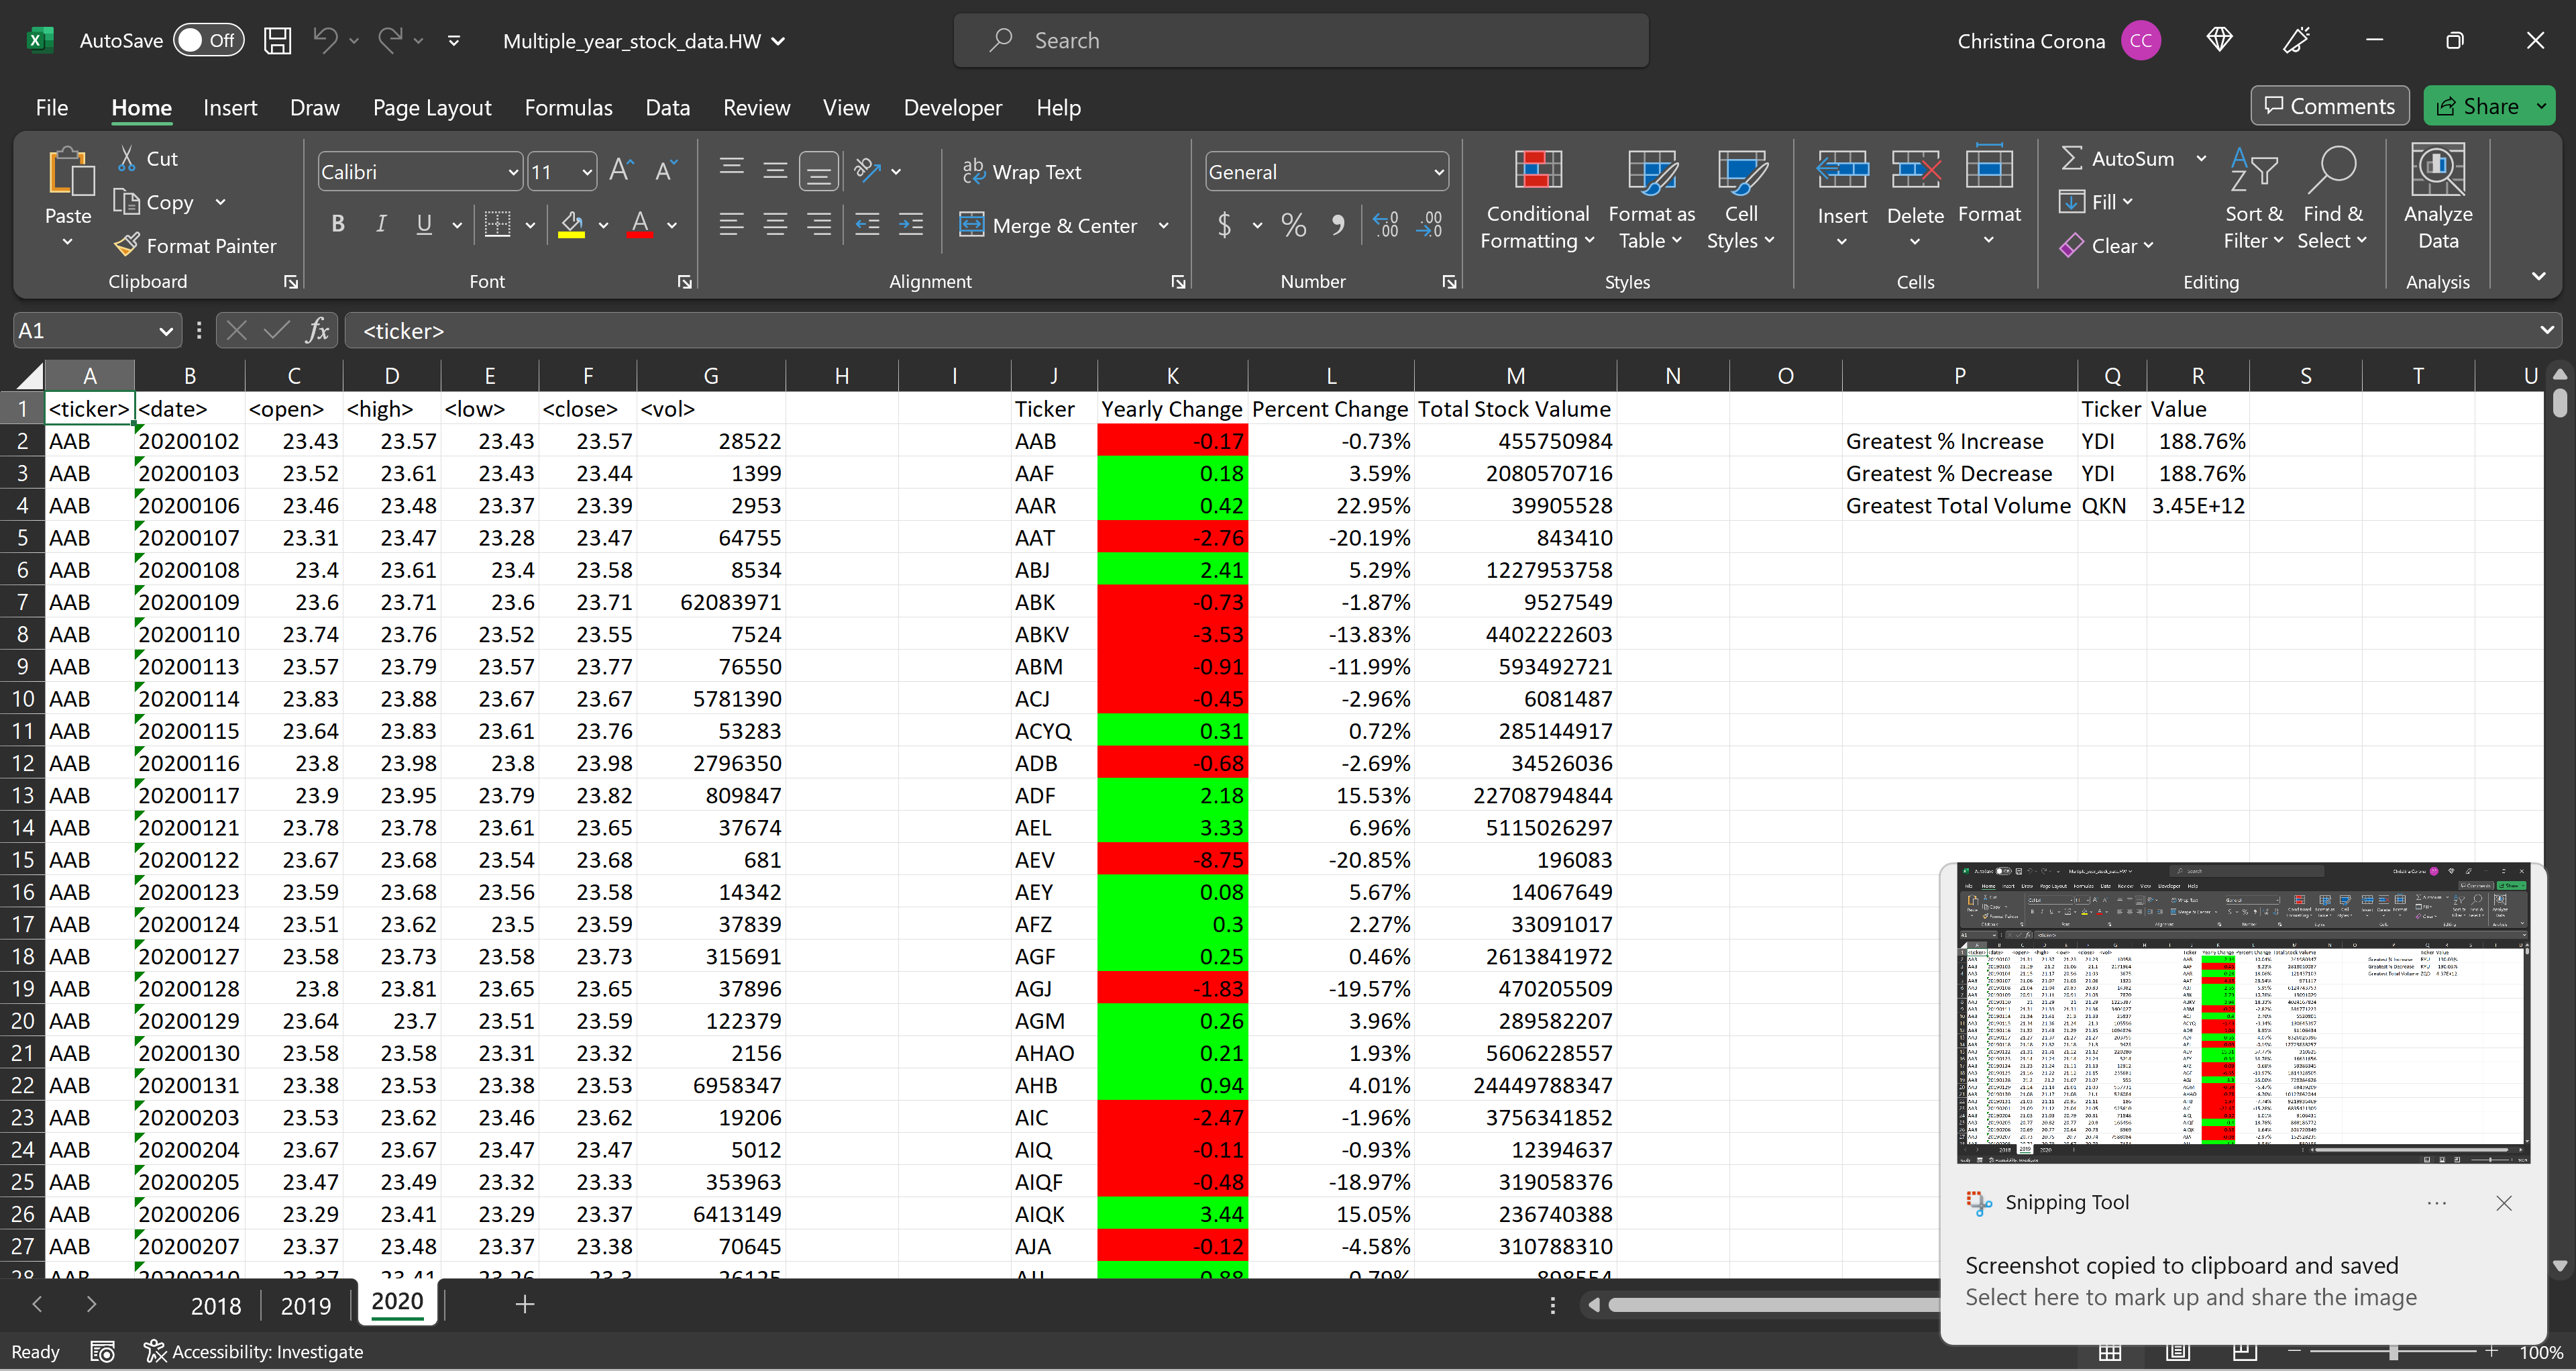 AutoSave Off Multiple_year_stock_data.HW Search Christina Corona CC
File Home Insert Draw Page Layout Formulas Data Review View Developer Help Comments Share
Paste Cut Copy Format Painter Clipboard
Calibri 11 B I U Font
Wrap Text Merge & Center Alignment
General $ % Number
Conditional Formatting Format as Table Cell Styles Styles
Insert Delete Format Cells
AutoSum Fill Clear Sort & Filter Find & Select Editing
Analyze Data Analysis
A1 fx <ticker>
A B C D E F G H I J K L M N O P Q R S T U
1 <ticker> <date> <open> <high> <low> <close> <vol> Ticker Yearly Change Percent Change Total Stock Valume Ticker Value
2 AAB 20200102 23.43 23.57 23.43 23.57 28522 AAB -0.17 -0.73% 455750984 Greatest % Increase YDI 188.76%
3 AAB 20200103 23.52 23.61 23.43 23.44 1399 AAF 0.18 3.59% 2080570716 Greatest % Decrease YDI 188.76%
4 AAB 20200106 23.46 23.48 23.37 23.39 2953 AAR 0.42 22.95% 39905528 Greatest Total Volume QKN 3.45E+12
5 AAB 20200107 23.31 23.47 23.28 23.47 64755 AAT -2.76 -20.19% 843410
6 AAB 20200108 23.4 23.61 23.4 23.58 8534 ABJ 2.41 5.29% 1227953758
7 AAB 20200109 23.6 23.71 23.6 23.71 62083971 ABK -0.73 -1.87% 9527549
8 AAB 20200110 23.74 23.76 23.52 23.55 7524 ABKV -3.53 -13.83% 4402222603
9 AAB 20200113 23.57 23.79 23.57 23.77 76550 ABM -0.91 -11.99% 593492721
10 AAB 20200114 23.83 23.88 23.67 23.67 5781390 ACJ -0.45 -2.96% 6081487
11 AAB 20200115 23.64 23.83 23.61 23.76 53283 ACYQ 0.31 0.72% 285144917
12 AAB 20200116 23.8 23.98 23.8 23.98 2796350 ADB -0.68 -2.69% 34526036
13 AAB 20200117 23.9 23.95 23.79 23.82 809847 ADF 2.18 15.53% 22708794844
14 AAB 20200121 23.78 23.78 23.61 23.65 37674 AEL 3.33 6.96% 5115026297
15 AAB 20200122 23.67 23.68 23.54 23.68 681 AEV -8.75 -20.85% 196083
16 AAB 20200123 23.59 23.68 23.56 23.58 14342 AEY 0.08 5.67% 14067649
17 AAB 20200124 23.51 23.62 23.5 23.59 37839 AFZ 0.3 2.27% 33091017
18 AAB 20200127 23.58 23.73 23.58 23.73 315691 AGF 0.25 0.46% 2613841972
19 AAB 20200128 23.8 23.81 23.65 23.65 37896 AGJ -1.83 -19.57% 470205509
20 AAB 20200129 23.64 23.7 23.51 23.59 122379 AGM 0.26 3.96% 289582207
21 AAB 20200130 23.58 23.58 23.31 23.32 2156 AHAO 0.21 1.93% 5606228557
22 AAB 20200131 23.38 23.53 23.38 23.53 6958347 AHB 0.94 4.01% 24449788347
23 AAB 20200203 23.53 23.62 23.46 23.62 19206 AIC -2.47 -1.96% 3756341852
24 AAB 20200204 23.67 23.67 23.47 23.47 5012 AIQ -0.11 -0.93% 12394637
25 AAB 20200205 23.47 23.49 23.32 23.33 353963 AIQF -0.48 -18.97% 319058376
26 AAB 20200206 23.29 23.41 23.29 23.37 6413149 AIQK 3.44 15.05% 236740388
27 AAB 20200207 23.37 23.48 23.37 23.38 70645 AJA -0.12 -4.58% 310788310
28 AAB 20200210 23.37 23.41 23.26 23.3 26125 0.88 0.79% 898554
Snipping Tool
Screenshot copied to clipboard and saved
Select here to mark up and share the image
2018 2019 2020
Ready Accessibility: Investigate 100%